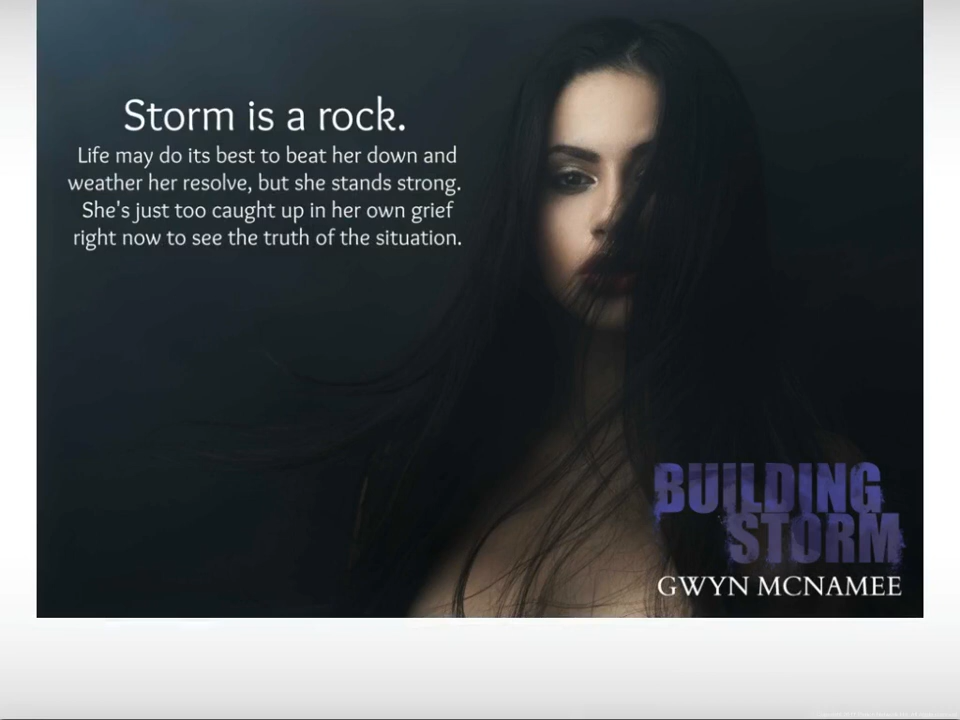 Storm is a rock.
Life may do its best to beat her down and
weather her resolve, but she stands strong.
She's just too caught up in her own grief
right now to see the truth of the situation.
BUILDING
STORM
GWYN MCNAMEE